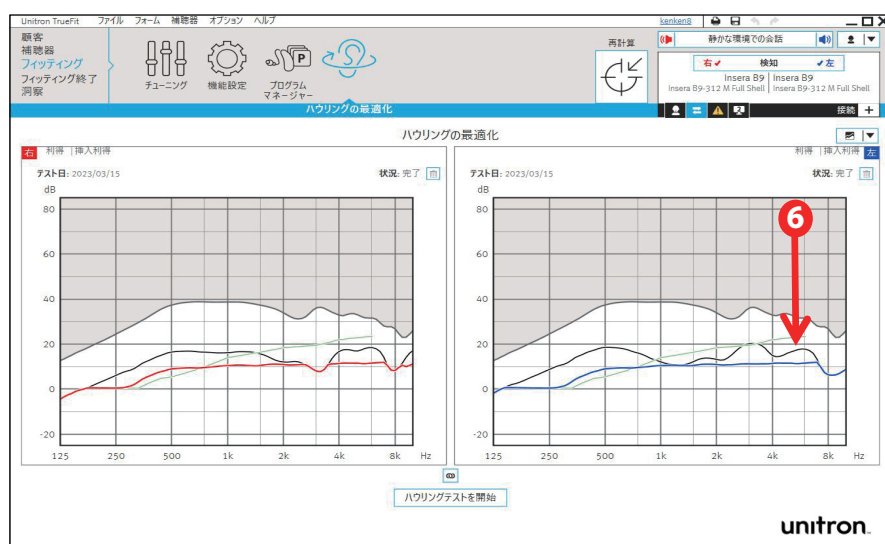 Unitron TrueFit ファイル フォーム 補聴器 オプション ヘルプ kenken8
顧客
補聴器
フィッティング
フィッティング終了
洞察
チューニング
機能設定
プログラム
マネージャー
再計算
静かな環境での会話
右 ✔ 検知 ✔ 左
Insera B9 Insera B9
Insera B9-312 M Full Shell Insera B9-312 M Full Shell
ハウリングの最適化
接続 +
ハウリングの最適化
右 利得 | 挿入利得
利得 | 挿入利得 左
テスト日: 2023/03/15 状況: 完了
テスト日: 2023/03/15 状況: 完了
dB
80
60
40
20
0
-20
125 250 500 1k 2k 4k 8k Hz
dB
80
60
40
20
0
-20
125 250 500 1k 2k 4k 8k Hz
6
ハウリングテストを開始
unitron.